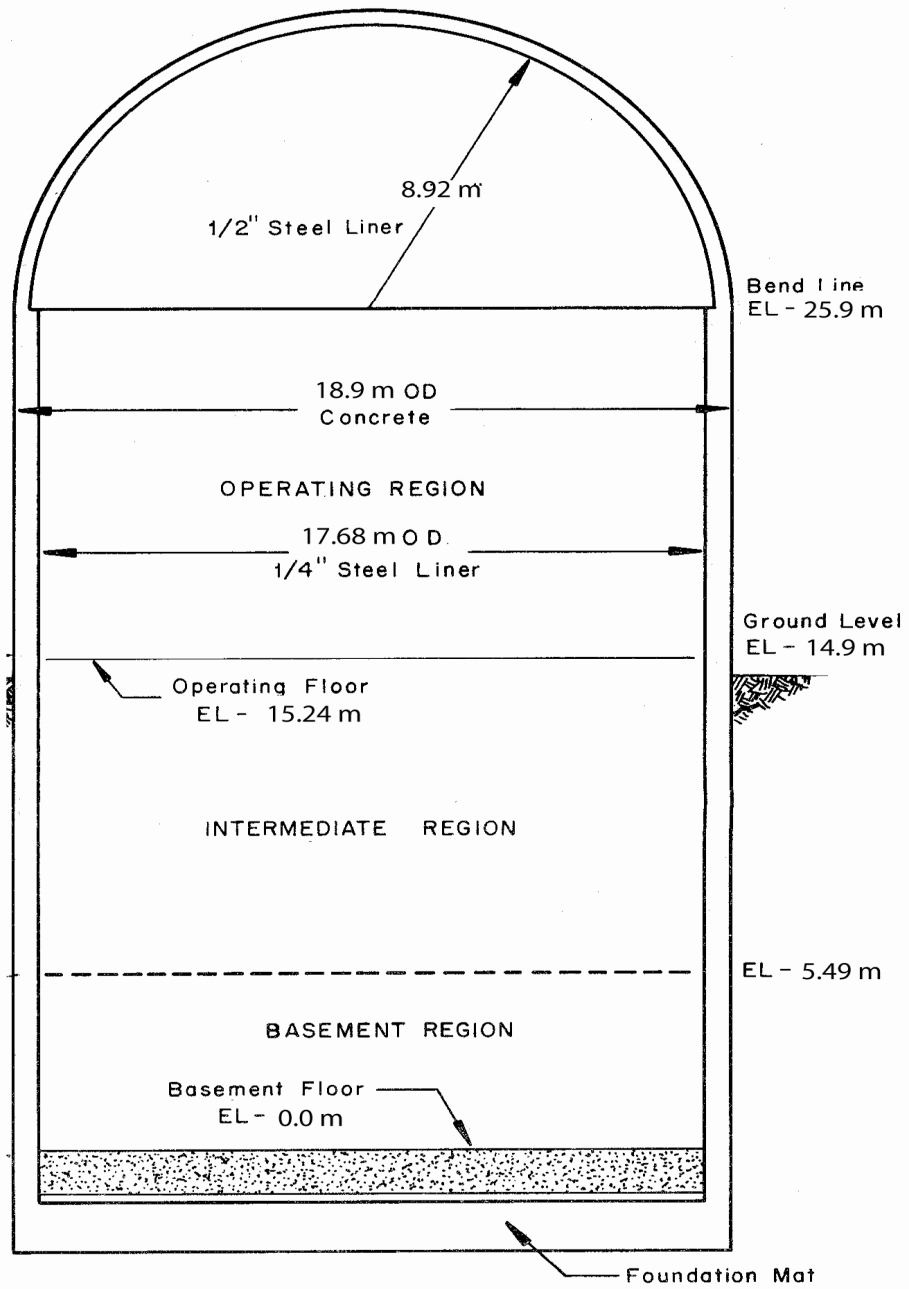 8.92 m
1/2" Steel Liner
Bend line
EL - 25.9 m
18.9 m OD
Concrete
OPERATING REGION
17.68 m O D.
1/4" Steel Liner
Ground Level
EL - 14.9 m
Operating Floor
EL - 15.24 m
INTERMEDIATE REGION
EL - 5.49 m
BASEMENT REGION
Basement Floor
EL - 0.0 m
Foundation Mat